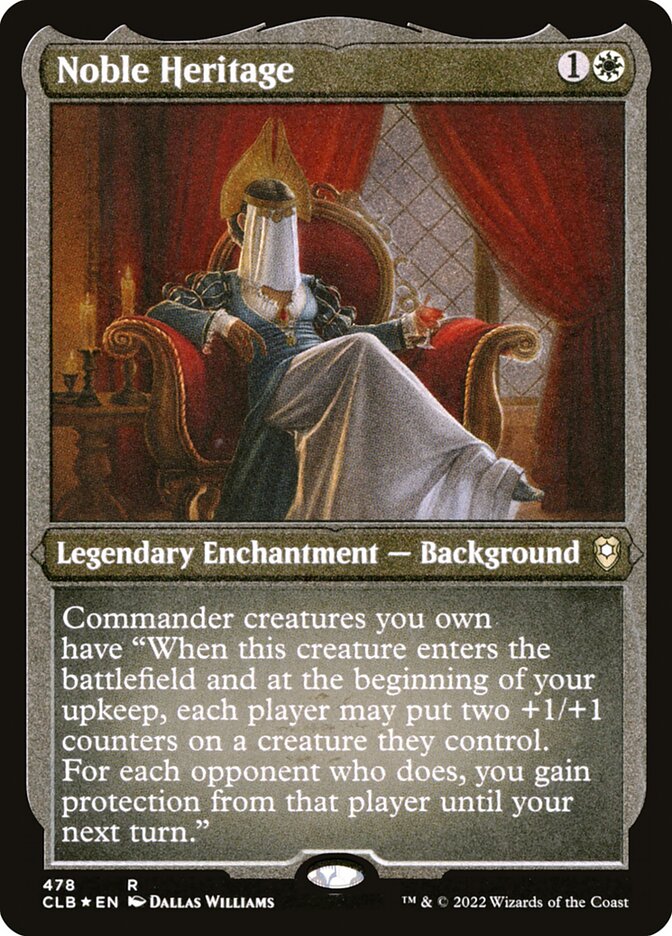 Noble Heritage 1
Legendary Enchantment — Background
Commander creatures you own
have “When this creature enters the
battlefield and at the beginning of your
upkeep, each player may put two +1/+1
counters on a creature they control.
For each opponent who does, you gain
protection from that player until your
next turn.”
478 R
CLB ★ EN Dallas Williams ™ & © 2022 Wizards of the Coast